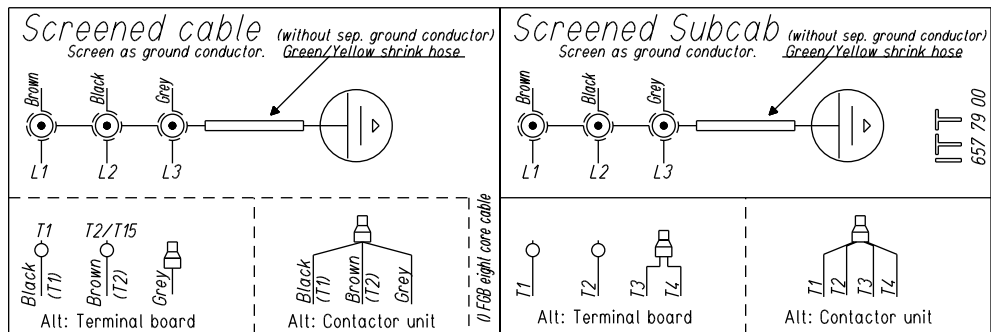 Screened cable (without sep. ground conductor)
Screen as ground conductor. Green/Yellow shrink hose
Brown
Black
Grey
L1
L2
L3
T1
T2/T15
Black
(T1)
Brown
(T2)
Grey
Alt: Terminal board
Black
(T1)
Brown
(T2)
Grey
Alt: Contactor unit
() FGB eight core cable
Screened Subcab (without sep. ground conductor)
Screen as ground conductor. Green/Yellow shrink hose
Brown
Black
Grey
L1
L2
L3
ITT
657 79 00
T1
T2
T3
T4
Alt: Terminal board
T1
T2
T3
T4
Alt: Contactor unit